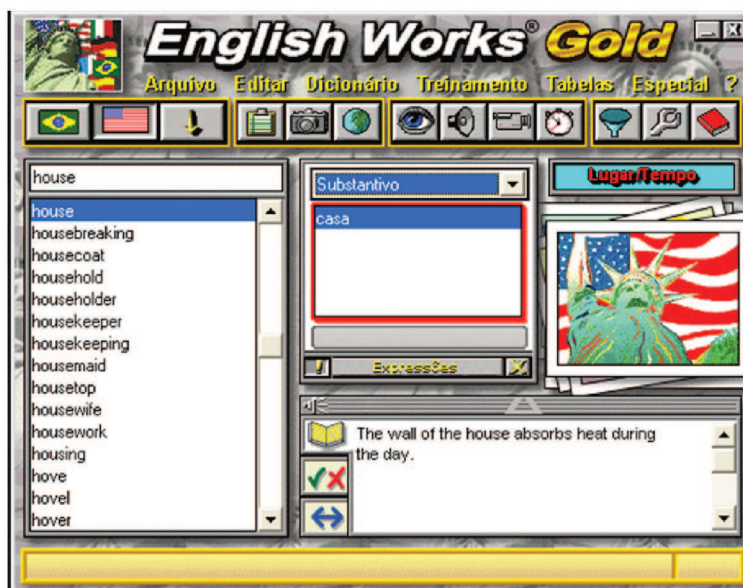 English Works® Gold
Arquivo Editar Dicionário Treinamento Tabelas Especial ?
house
house
housebreaking
housecoat
household
householder
housekeeper
housekeeping
housemaid
housetop
housewife
housework
housing
hove
hovel
hover
Substantivo
casa
! Expressões X
Lugar/Tempo
The wall of the house absorbs heat during
the day.